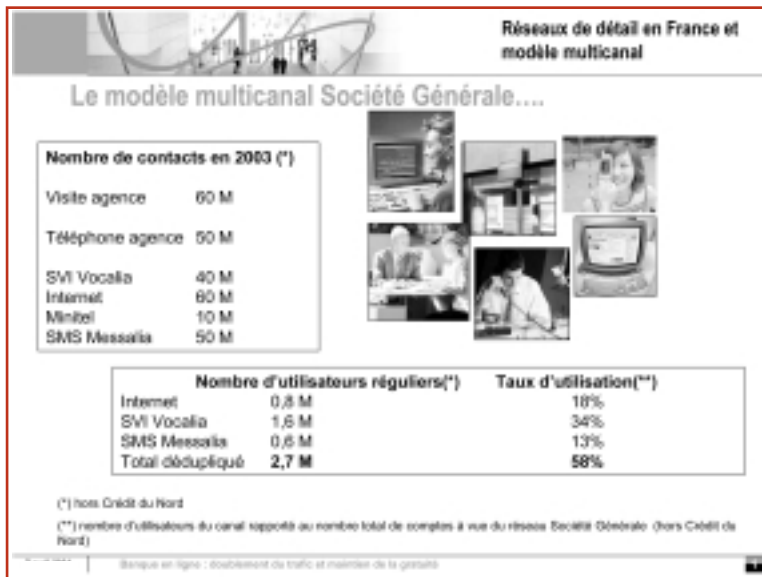 Réseaux de détail en France et
modèle multicanal
Le modèle multicanal Société Générale....
Nombre de contacts en 2003 (*)
Visite agence 60 M
Téléphone agence 50 M
SVI Vocalia 40 M
Internet 60 M
Minitel 10 M
SMS Messalia 50 M
Nombre d'utilisateurs réguliers(*) Taux d'utilisation(**)
Internet 0,8 M 18%
SVI Vocalia 1,6 M 34%
SMS Messalia 0,6 M 13%
Total dédupliqué 2,7 M 58%
(*) hors Crédit du Nord
(**) nombre d'utilisateurs du canal rapporté au nombre total de comptes à vue du réseau Société Générale (hors Crédit du
Nord)
Banque en ligne : doublement du trafic et maintien de la gratuité